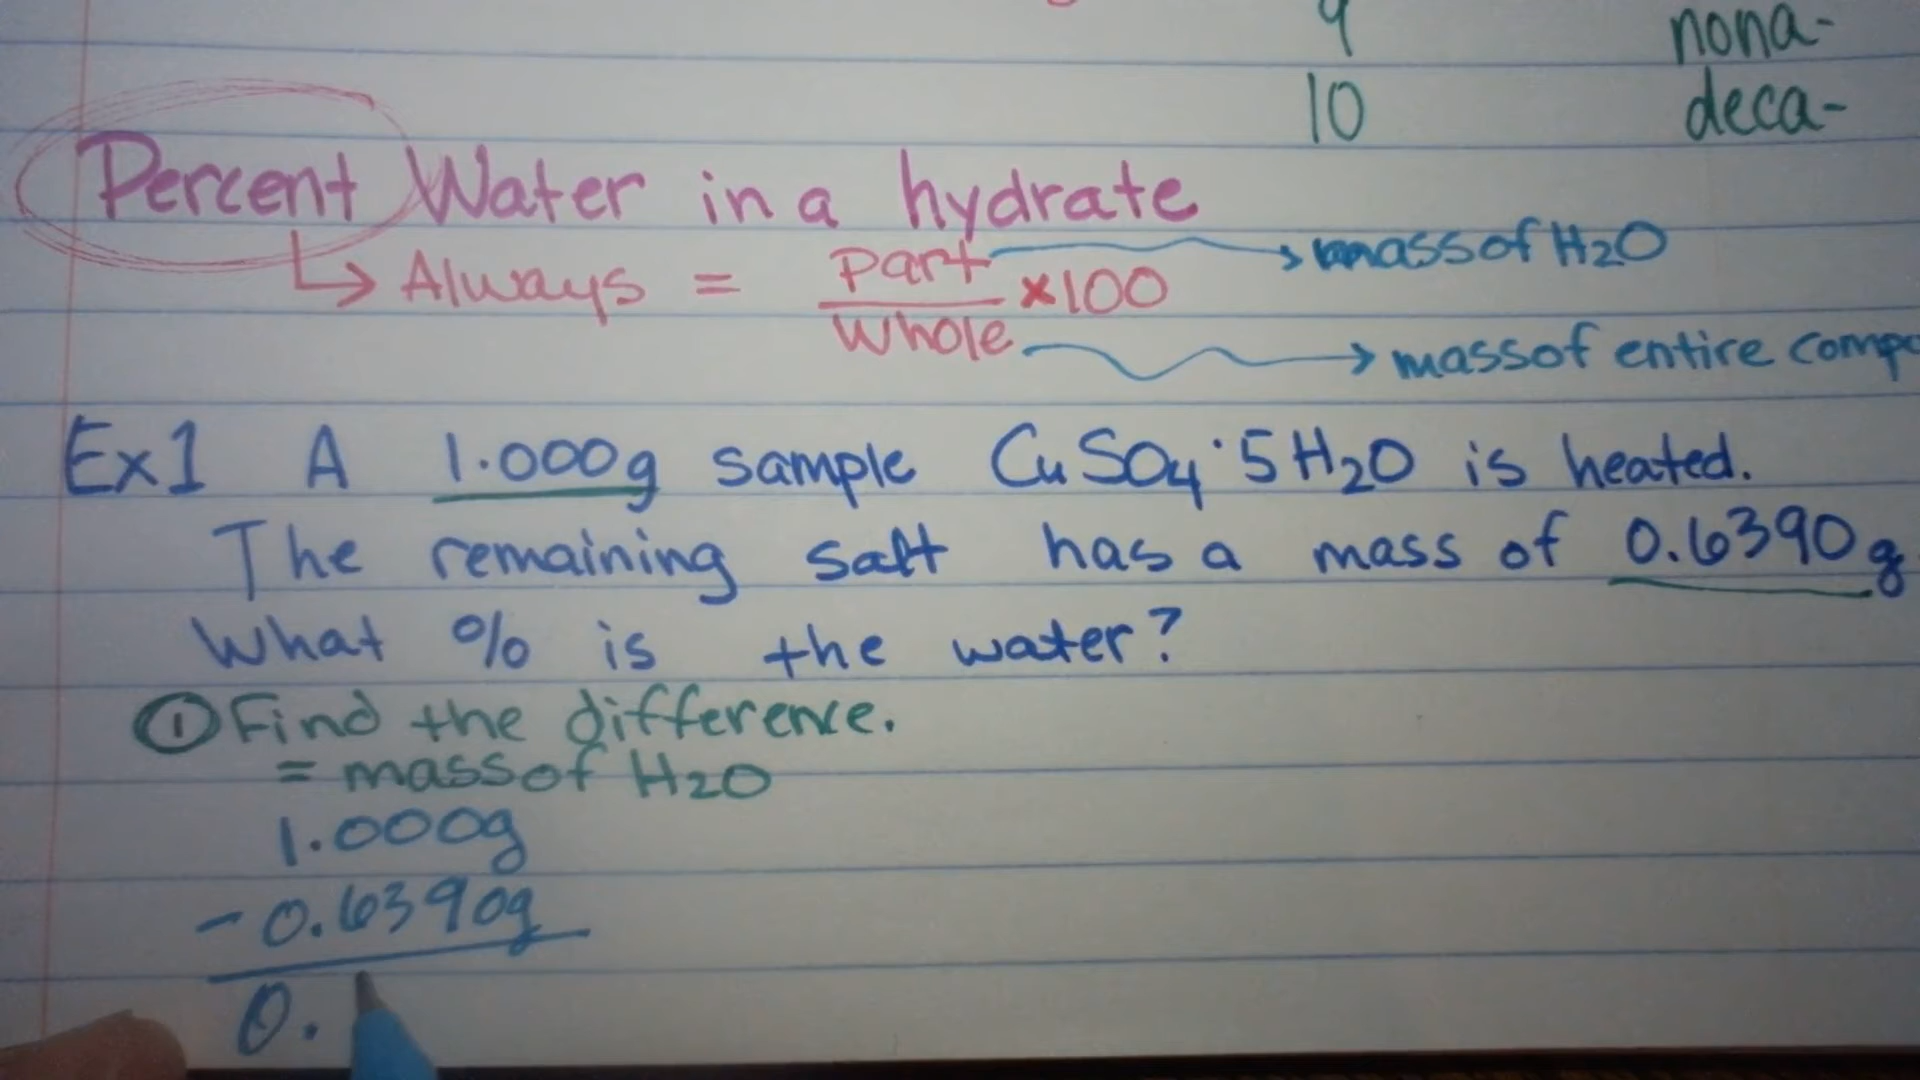 9 nona-
10 deca-
Percent Water in a hydrate
↳ Always = part/whole ×100
mass of H2O
mass of entire
Ex1 A 1.000g sample CuSO4·5H2O is heated.
The remaining salt has a mass of 0.6390g
What % is the water?
① Find the difference.
= mass of H2O
1.000g
- 0.6390g
0.